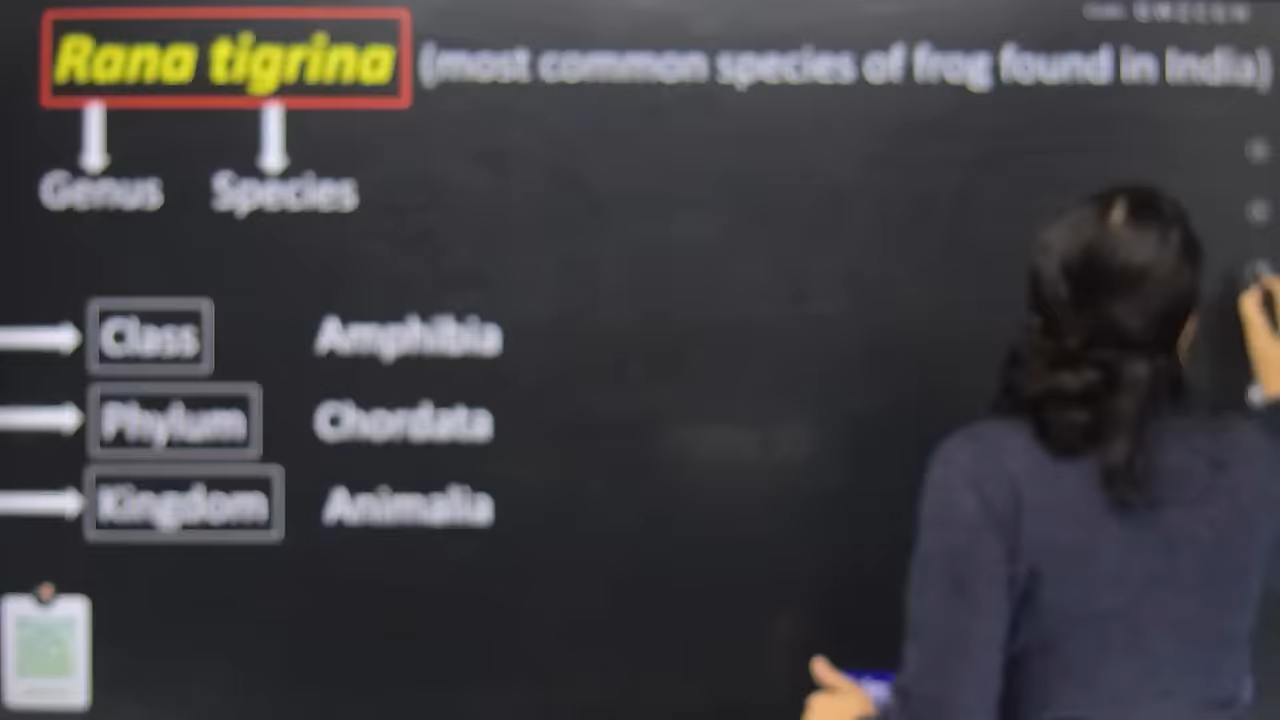 Rana tigrina (most common species of frog found in India)
Genus Species
Class Amphibia
Phylum Chordata
Kingdom Animalia